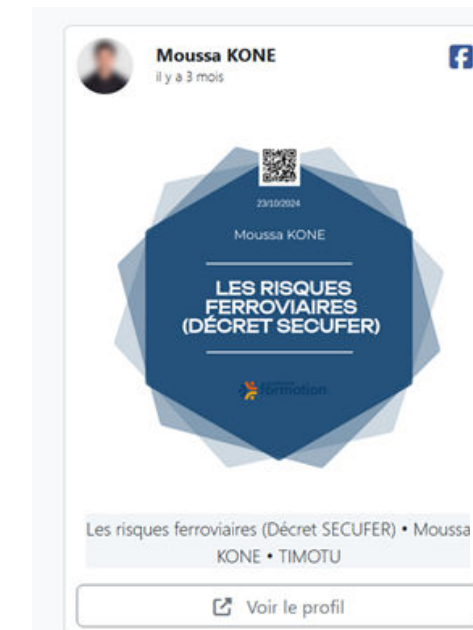 Moussa KONE
il y a 3 mois
23/10/2024
Moussa KONE
LES RISQUES
FERROVIAIRES
(DÉCRET SECUFER)
formation
Les risques ferroviaires (Décret SECUFER) • Moussa
KONE • TIMOTU
Voir le profil